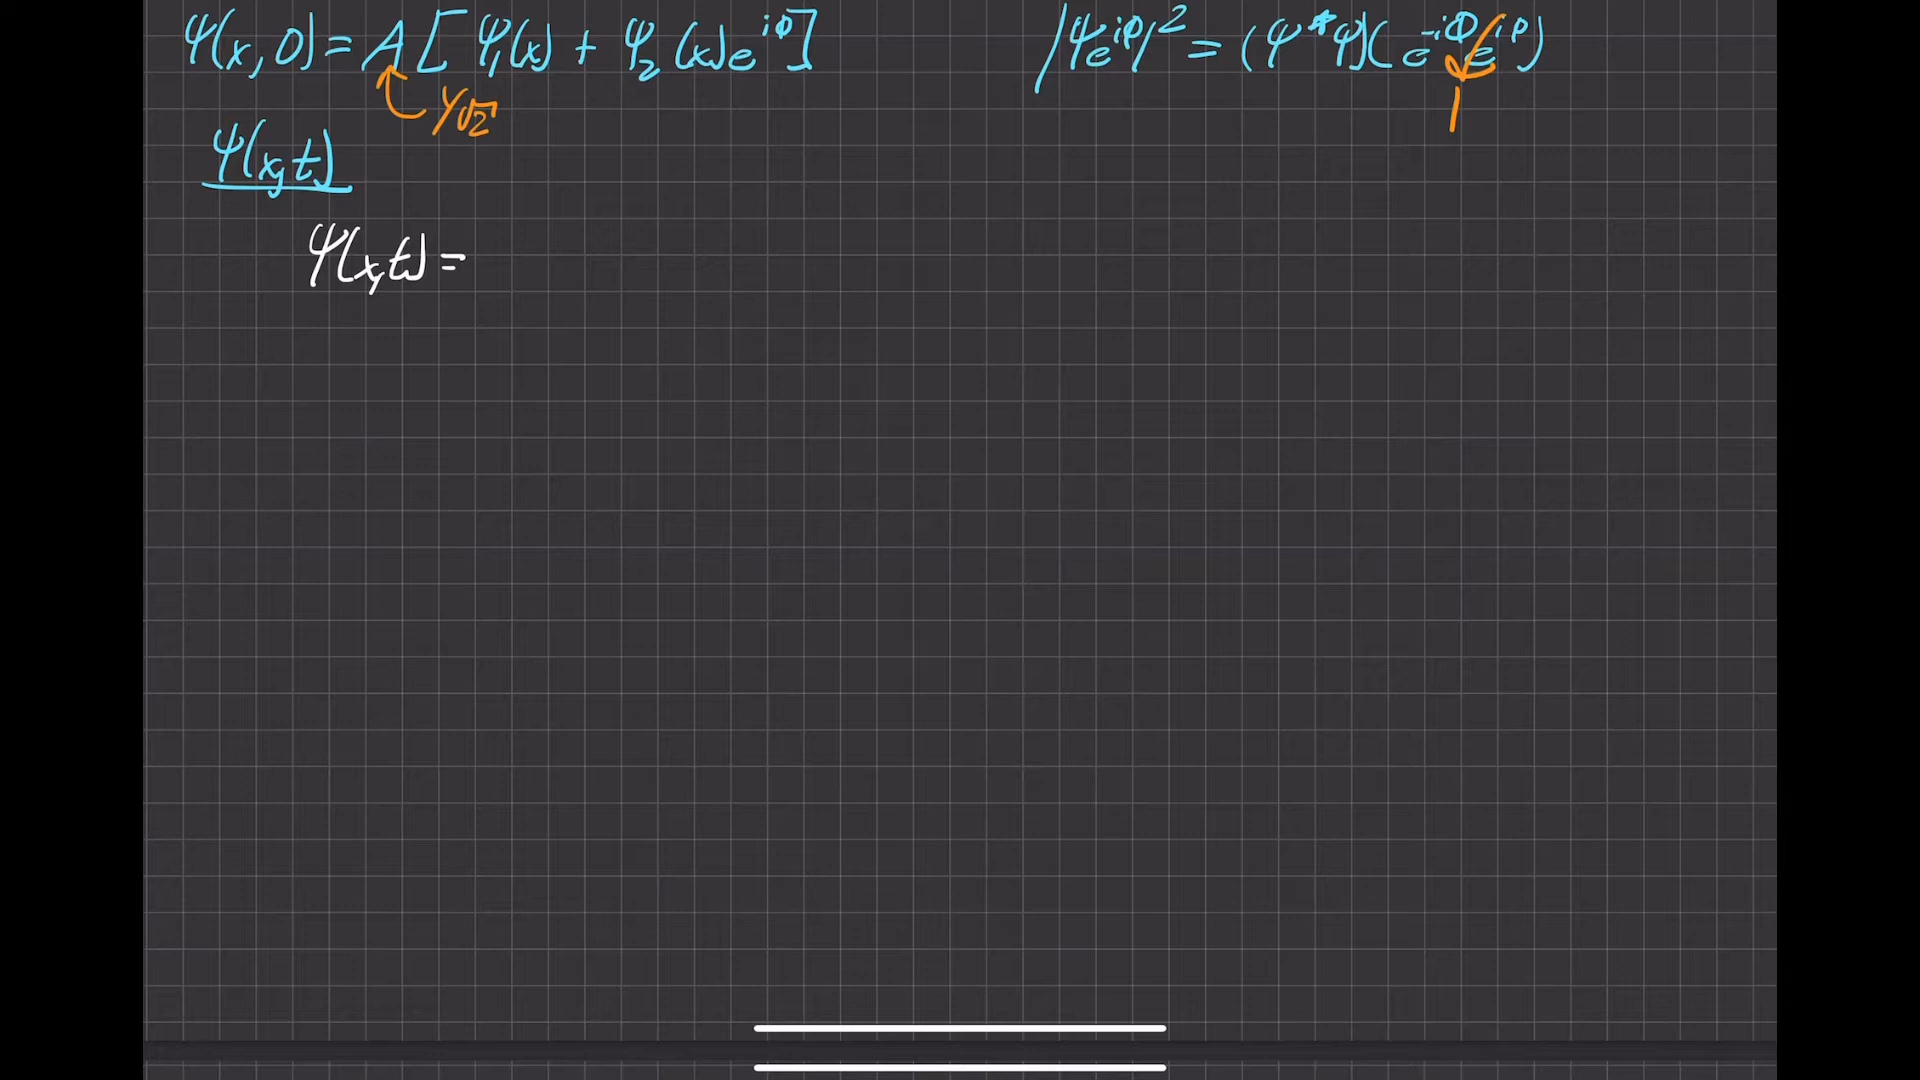 Ψ(x, 0) = A[ψ₁(x) + ψ₂(x)e^{iϕ}]
|Ψe^{iϕ}|² = (Ψ*Ψ)(e^{-iϕ}e^{iϕ})
1/√2
1
Ψ(x,t)
Ψ(x,t) =